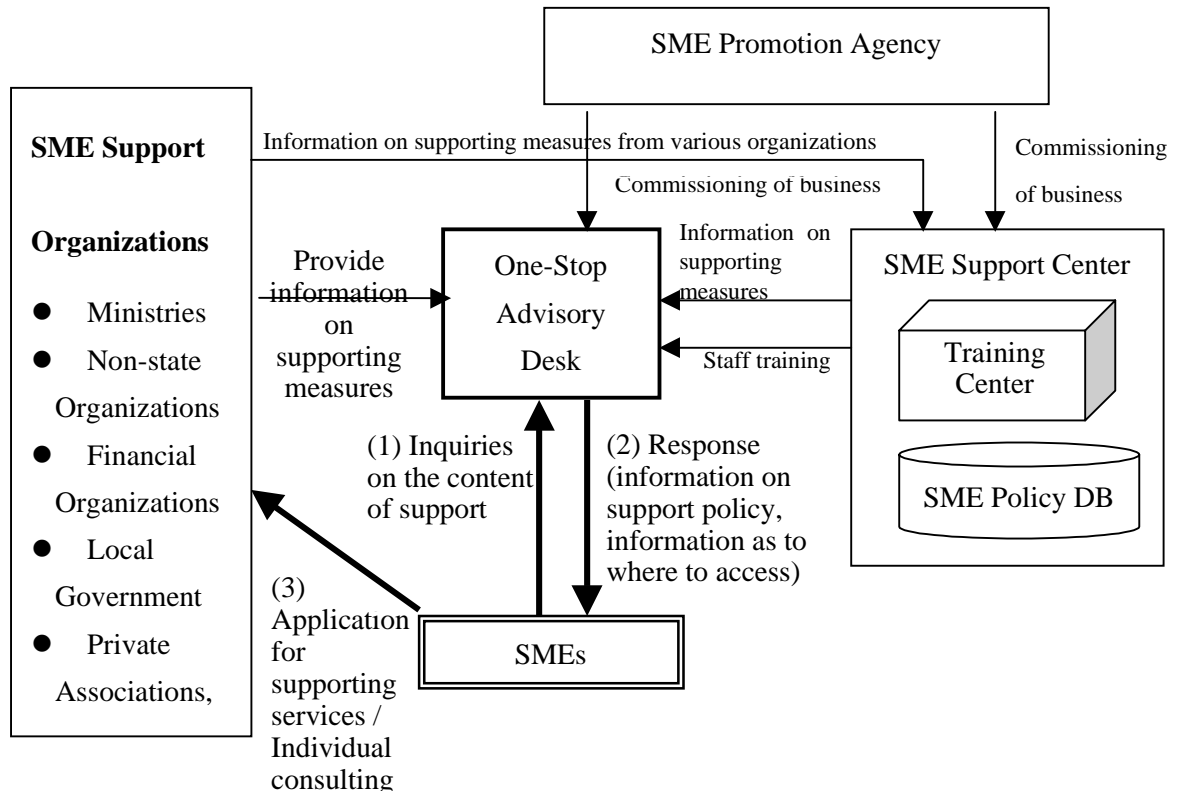 SME Promotion Agency
SME Support
Organizations
● Ministries
● Non-state
Organizations
● Financial
Organizations
● Local
Government
● Private
Associations,
Information on supporting measures from various organizations
Commissioning of business
Commissioning
of business
Provide
information
on
supporting
measures
One-Stop
Advisory
Desk
Information on
supporting
measures
Staff training
SME Support Center
Training
Center
SME Policy DB
(1) Inquiries
on the content
of support
(2) Response
(information on
support policy,
information as to
where to access)
(3)
Application
for
supporting
services /
Individual
consulting
SMEs